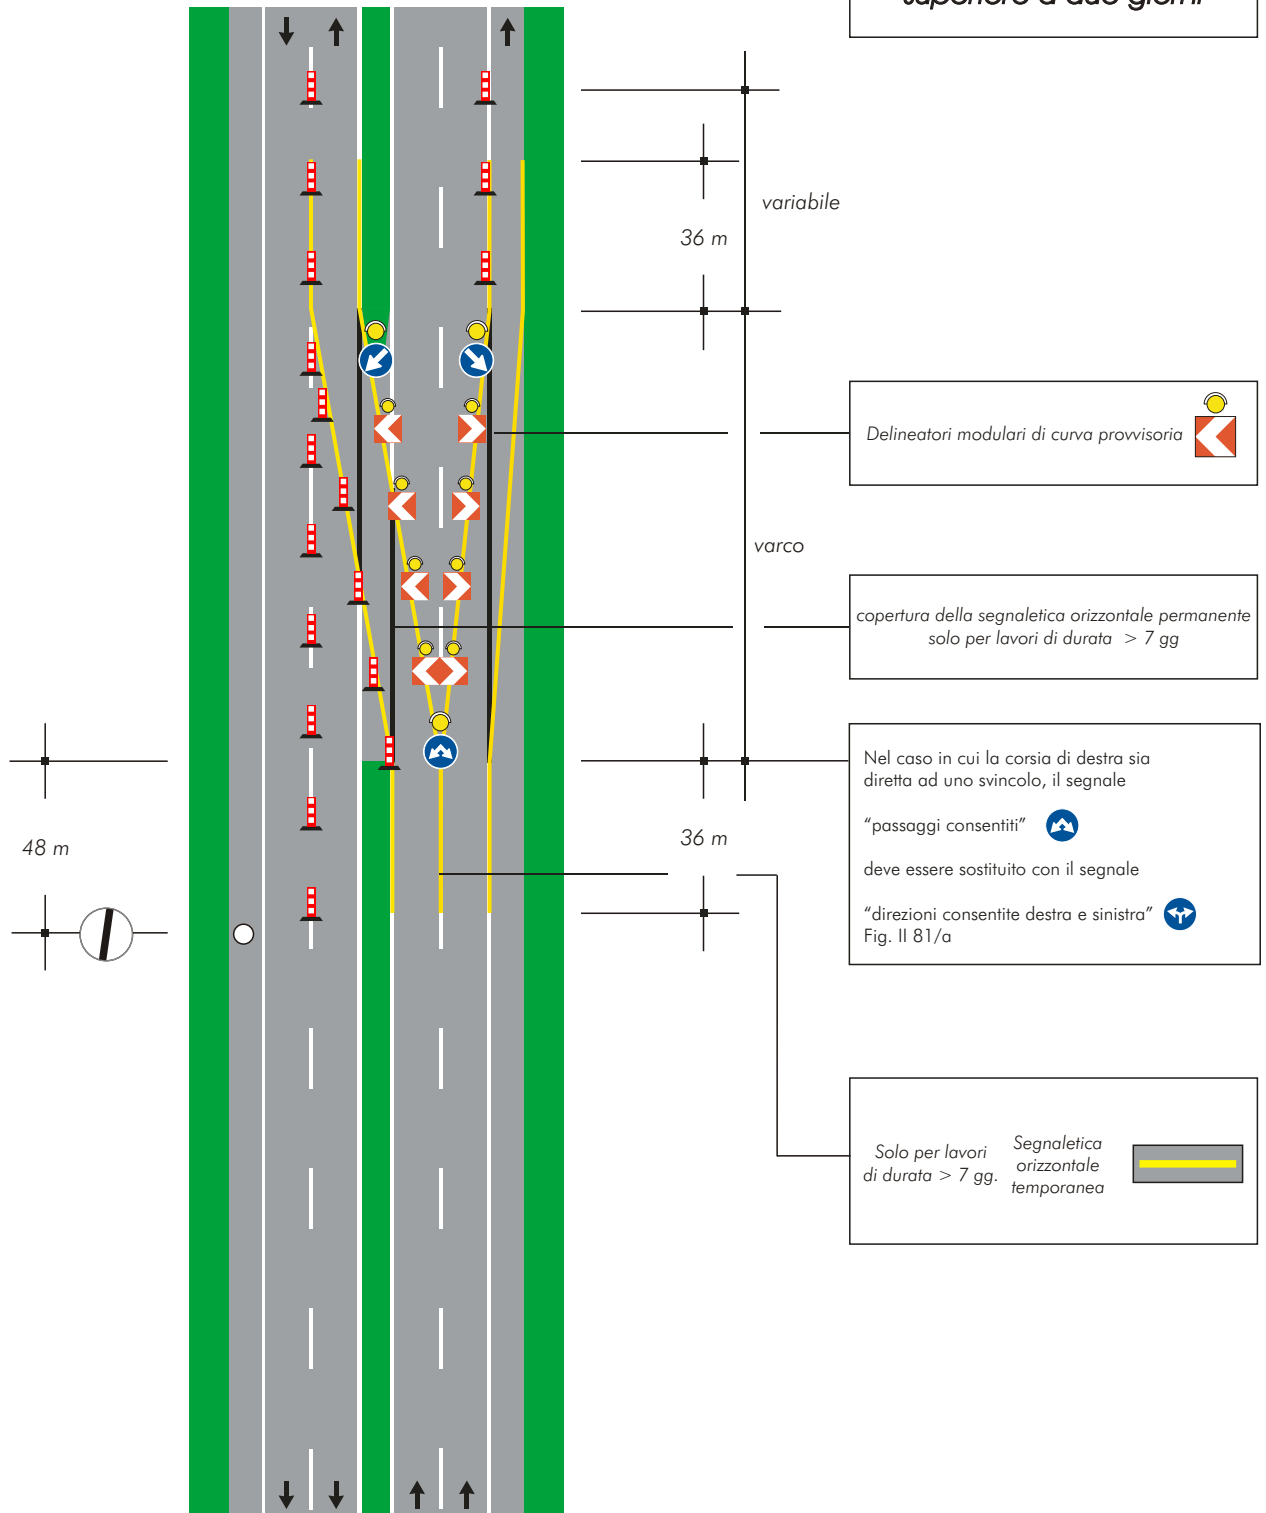 superiore a due giorni
variabile
36 m
Delineatori modulari di curva provvisoria
varco
copertura della segnaletica orizzontale permanente
solo per lavori di durata > 7 gg
Nel caso in cui la corsia di destra sia
diretta ad uno svincolo, il segnale
“passaggi consentiti”
deve essere sostituito con il segnale
“direzioni consentite destra e sinistra”
Fig. II 81/a
48 m
36 m
Solo per lavori
di durata > 7 gg.
Segnaletica
orizzontale
temporanea